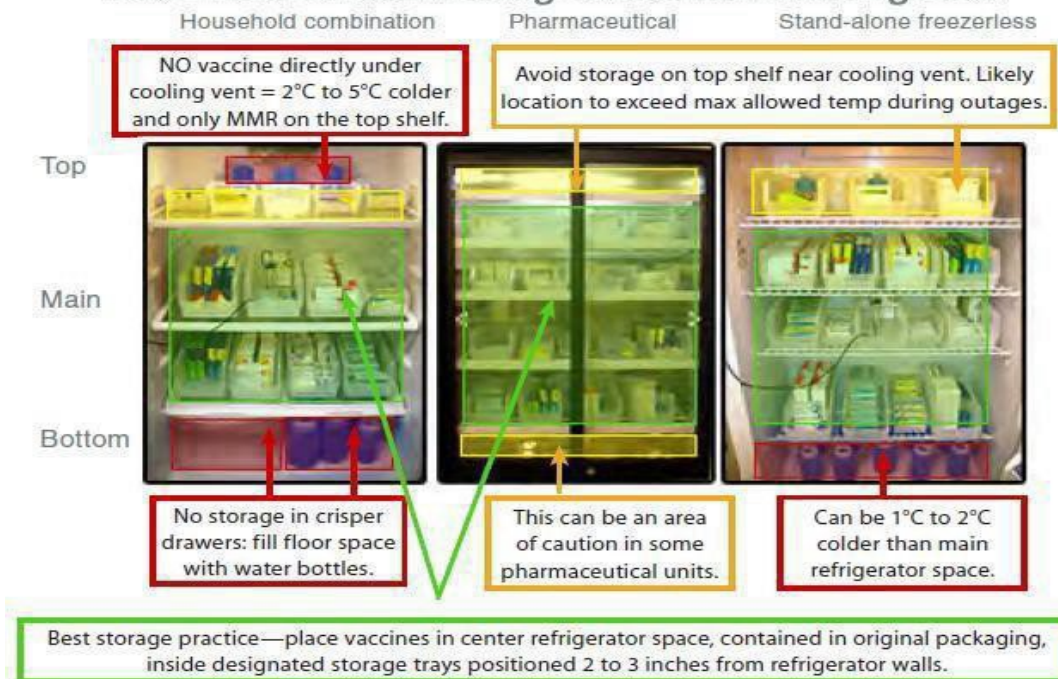 Household combination
Pharmaceutical
Stand-alone freezerless
NO vaccine directly under
cooling vent = 2°C to 5°C colder
and only MMR on the top shelf.
Avoid storage on top shelf near cooling vent. Likely
location to exceed max allowed temp during outages.
Top
Main
Bottom
No storage in crisper
drawers: fill floor space
with water bottles.
This can be an area
of caution in some
pharmaceutical units.
Can be 1°C to 2°C
colder than main
refrigerator space.
Best storage practice—place vaccines in center refrigerator space, contained in original packaging,
inside designated storage trays positioned 2 to 3 inches from refrigerator walls.